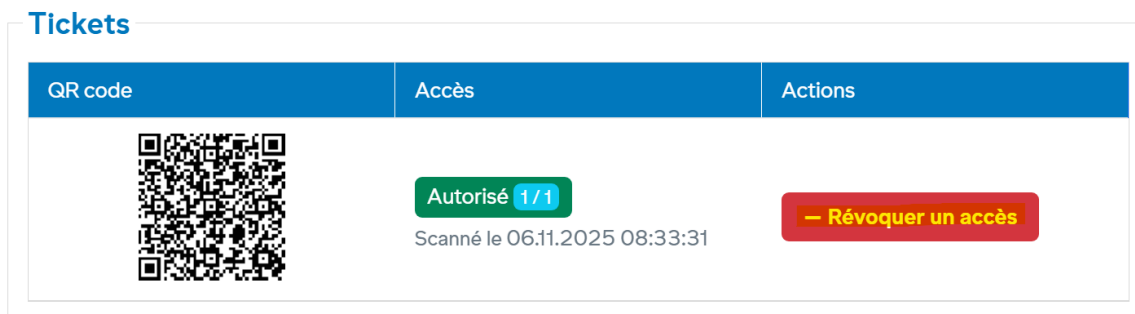 Tickets
QR code
Accès
Actions
Autorisé 1 / 1
Scanné le 06.11.2025 08:33:31
− Révoquer un accès